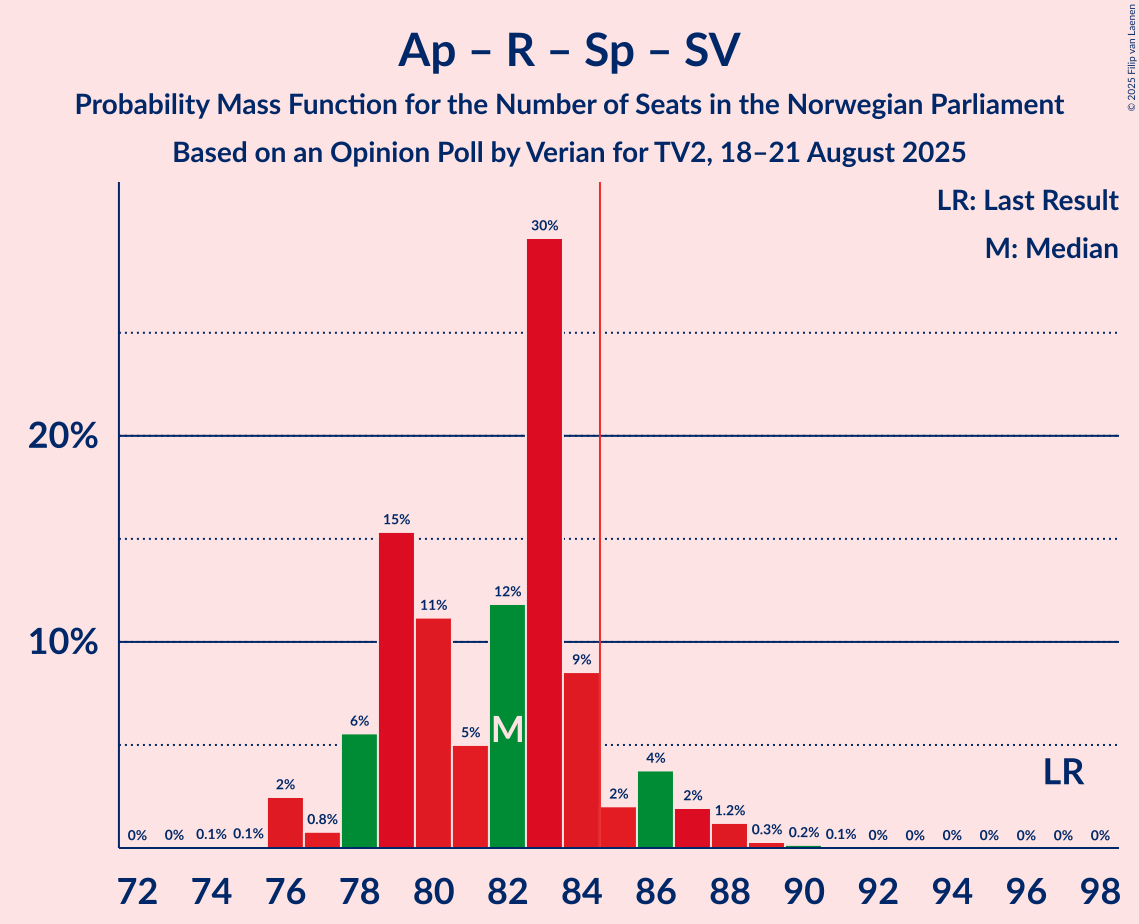 Ap – R – Sp – SV
Probability Mass Function for the Number of Seats in the Norwegian Parliament
Based on an Opinion Poll by Verian for TV2, 18–21 August 2025
© 2025 Filip van Laenen
LR: Last Result
M: Median
30%
20%
15%
12%
11%
10%
9%
6%
5%
M
4%
LR
2%
0.8%
2%
2%
1.2%
0% 0% 0.1% 0.1% 0.3% 0.2% 0.1% 0% 0% 0% 0% 0% 0% 0%
72 74 76 78 80 82 84 86 88 90 92 94 96 98